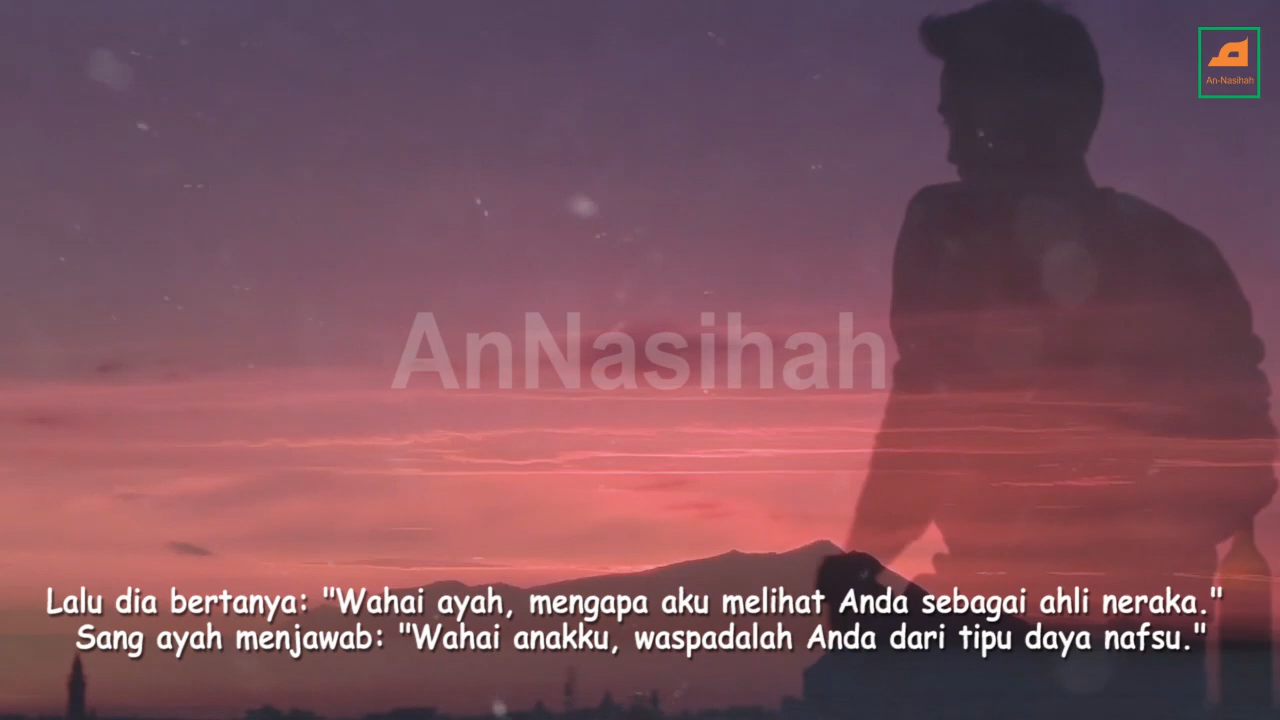 An-Nasihah
AnNasihah
Lalu dia bertanya: "Wahai ayah, mengapa aku melihat Anda sebagai ahli neraka."
Sang ayah menjawab: "Wahai anakku, waspadalah Anda dari tipu daya nafsu."